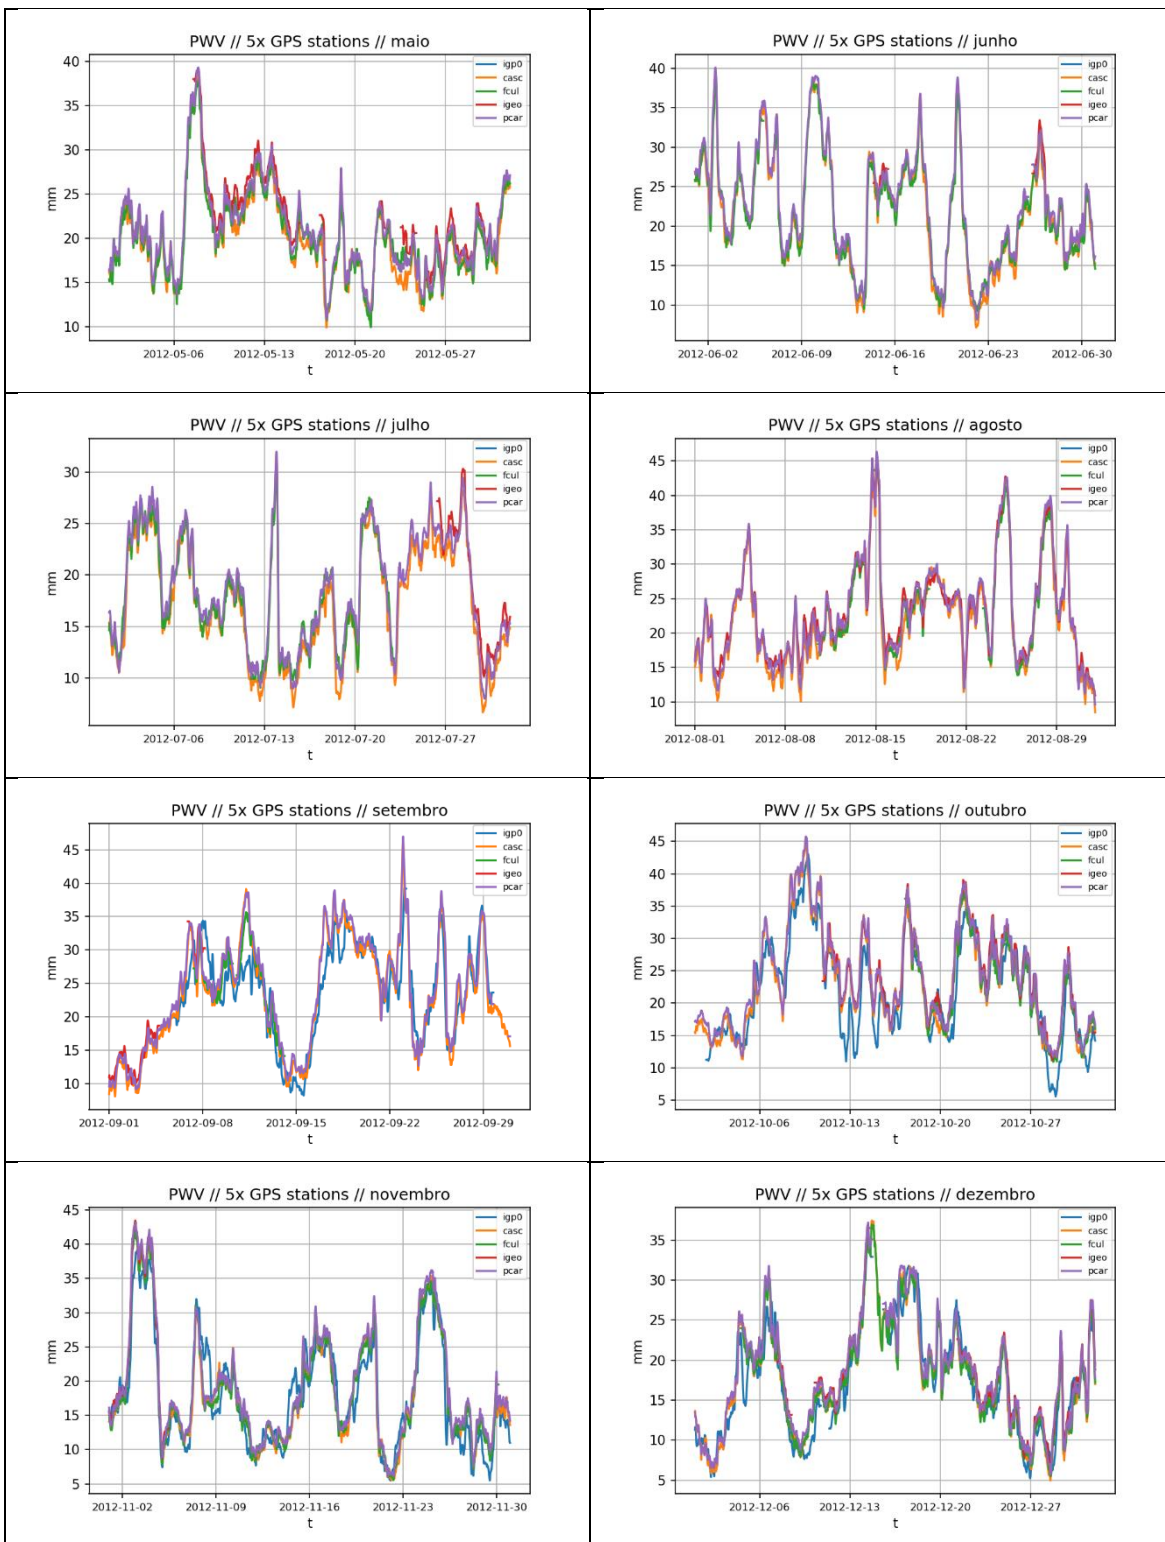 PWV // 5x GPS stations // maio
40
35
30
25
20
15
10
mm
2012-05-06 2012-05-13 2012-05-20 2012-05-27
t
igp0
casc
fcul
igeo
pcar
PWV // 5x GPS stations // junho
40
35
30
25
20
15
10
mm
2012-06-02 2012-06-09 2012-06-16 2012-06-23 2012-06-30
t
igp0
casc
fcul
igeo
pcar
PWV // 5x GPS stations // julho
30
25
20
15
10
mm
2012-07-06 2012-07-13 2012-07-20 2012-07-27
t
igp0
casc
fcul
igeo
pcar
PWV // 5x GPS stations // agosto
45
40
35
30
25
20
15
10
mm
2012-08-01 2012-08-08 2012-08-15 2012-08-22 2012-08-29
t
igp0
casc
fcul
igeo
pcar
PWV // 5x GPS stations // setembro
45
40
35
30
25
20
15
10
mm
2012-09-01 2012-09-08 2012-09-15 2012-09-22 2012-09-29
t
igp0
casc
fcul
igeo
pcar
PWV // 5x GPS stations // outubro
45
40
35
30
25
20
15
10
5
mm
2012-10-06 2012-10-13 2012-10-20 2012-10-27
t
igp0
casc
fcul
igeo
pcar
PWV // 5x GPS stations // novembro
45
40
35
30
25
20
15
10
5
mm
2012-11-02 2012-11-09 2012-11-16 2012-11-23 2012-11-30
t
igp0
casc
fcul
igeo
pcar
PWV // 5x GPS stations // dezembro
35
30
25
20
15
10
5
mm
2012-12-06 2012-12-13 2012-12-20 2012-12-27
t
igp0
casc
fcul
igeo
pcar